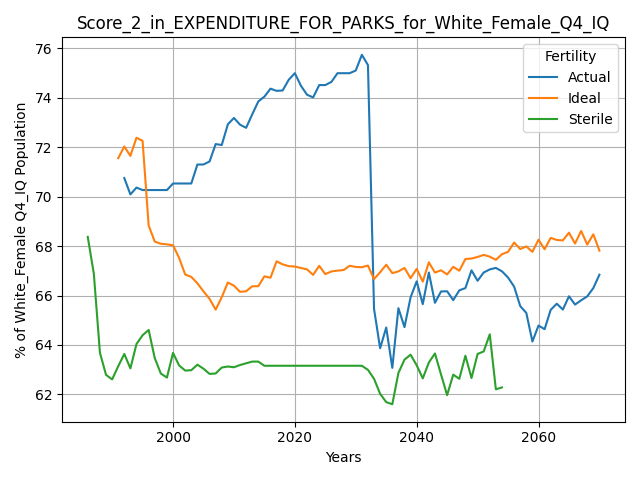 Score_2_in_EXPENDITURE_FOR_PARKS_for_White_Female_Q4_IQ
% of White_Female Q4_IQ Population
76
74
72
70
68
66
64
62
Fertility
Actual
Ideal
Sterile
2000
2020
2040
2060
Years